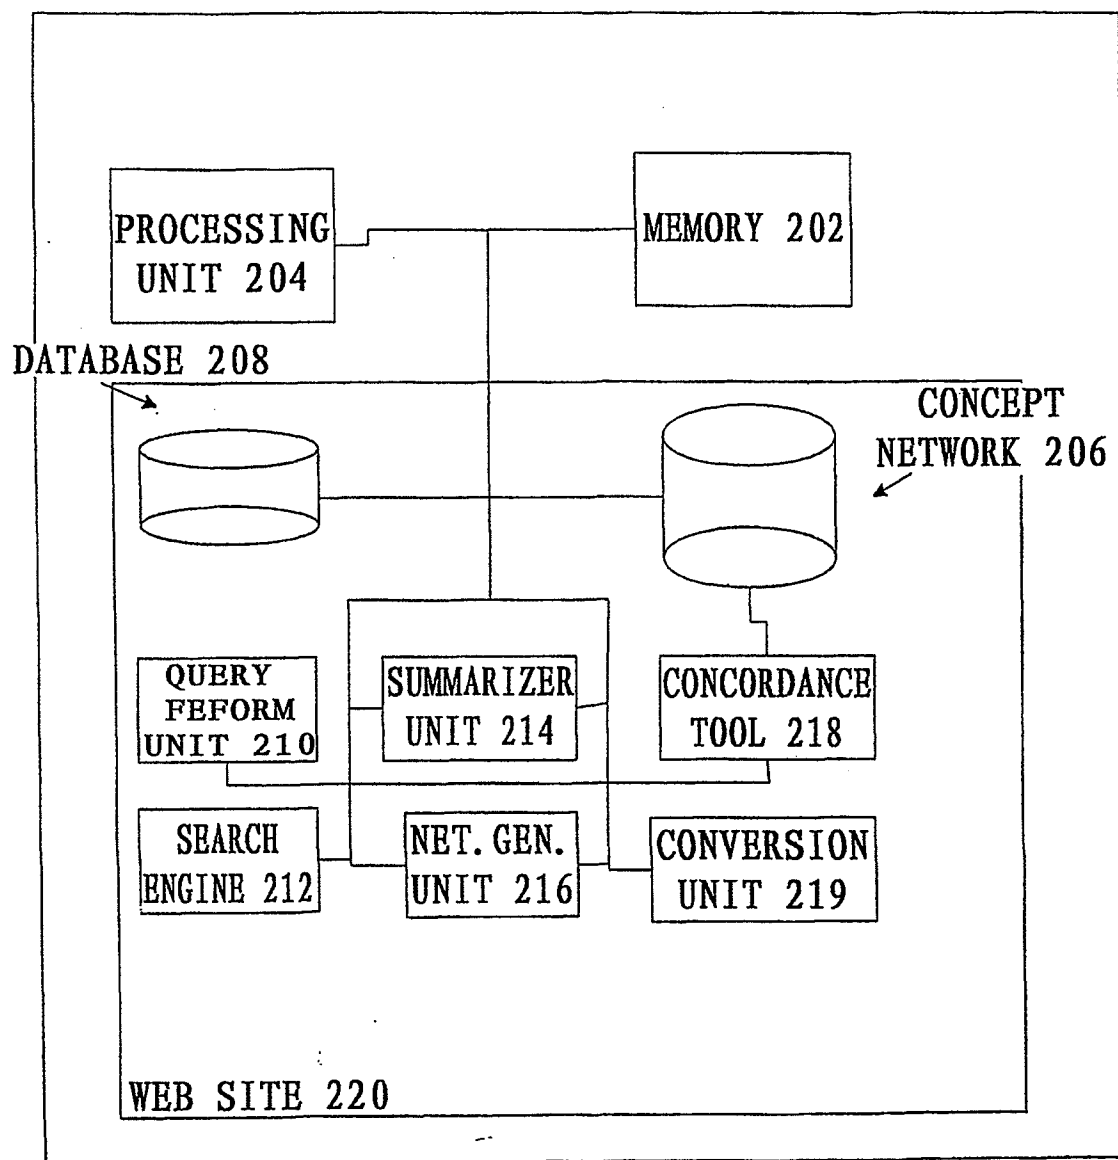 PROCESSING
UNIT 204
MEMORY 202
DATABASE 208
CONCEPT
NETWORK 206
QUERY
FEFORM
UNIT 210
SUMMARIZER
UNIT 214
CONCORDANCE
TOOL 218
SEARCH
ENGINE 212
NET. GEN.
UNIT 216
CONVERSION
UNIT 219
WEB SITE 220